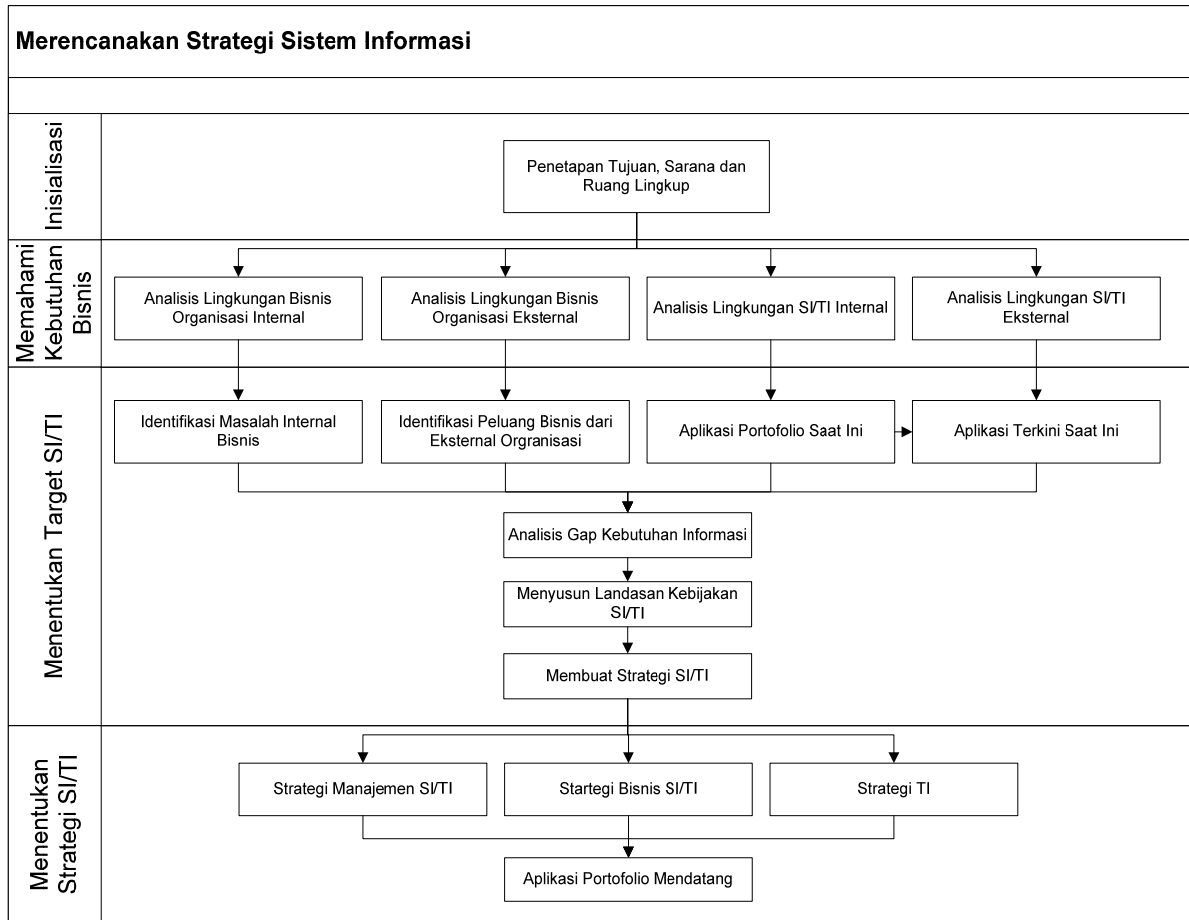 Merencanakan Strategi Sistem Informasi
Inisialisasi
Penetapan Tujuan, Sarana dan
Ruang Lingkup
Memahami
Kebutuhan
Bisnis
Analisis Lingkungan Bisnis
Organisasi Internal
Analisis Lingkungan Bisnis
Organisasi Eksternal
Analisis Lingkungan SI/TI Internal
Analisis Lingkungan SI/TI
Eksternal
Menentukan Target SI/TI
Identifikasi Masalah Internal
Bisnis
Identifikasi Peluang Bisnis dari
Eksternal Orgranisasi
Aplikasi Portofolio Saat Ini
Aplikasi Terkini Saat Ini
Analisis Gap Kebutuhan Informasi
Menyusun Landasan Kebijakan
SI/TI
Membuat Strategi SI/TI
Menentukan
Strategi SI/TI
Strategi Manajemen SI/TI
Startegi Bisnis SI/TI
Strategi TI
Aplikasi Portofolio Mendatang